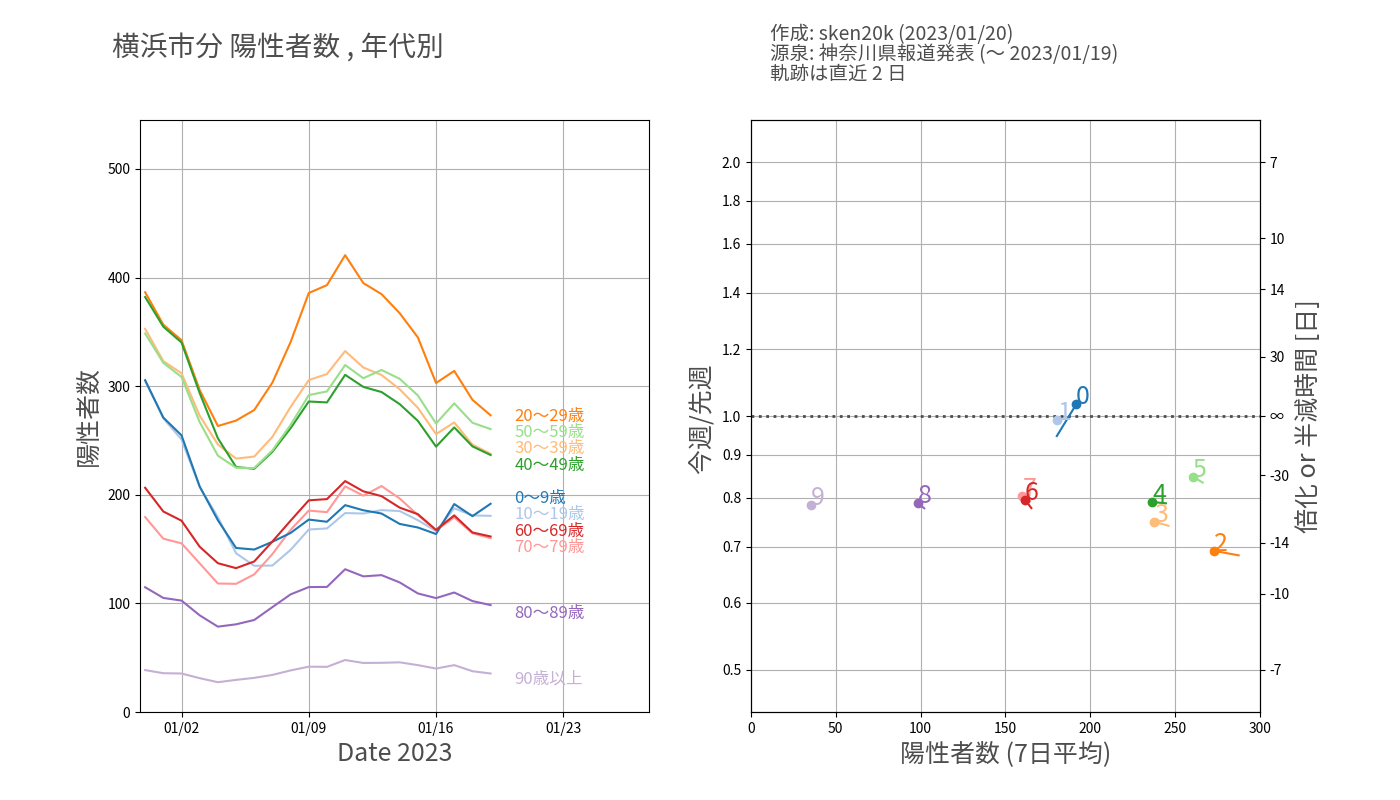 横浜市分 陽性者数 , 年代別
作成: sken20k (2023/01/20)
源泉: 神奈川県報道発表 (～ 2023/01/19)
軌跡は直近 2 日
陽性者数
500
400
300
200
100
0
20～29歳
50～59歳
30～39歳
40～49歳
0～9歳
10～19歳
60～69歳
70～79歳
80～89歳
90歳以上
01/02
01/09
01/16
01/23
Date 2023
今週/先週
2.0
1.8
1.6
1.4
1.2
1.0
0.9
0.8
0.7
0.6
0.5
0
1
5
7
6
9
8
4
3
2
7
10
14
30
∞
-30
-14
-10
-7
倍化 or 半減時間 [日]
0
50
100
150
200
250
300
陽性者数 (7日平均)